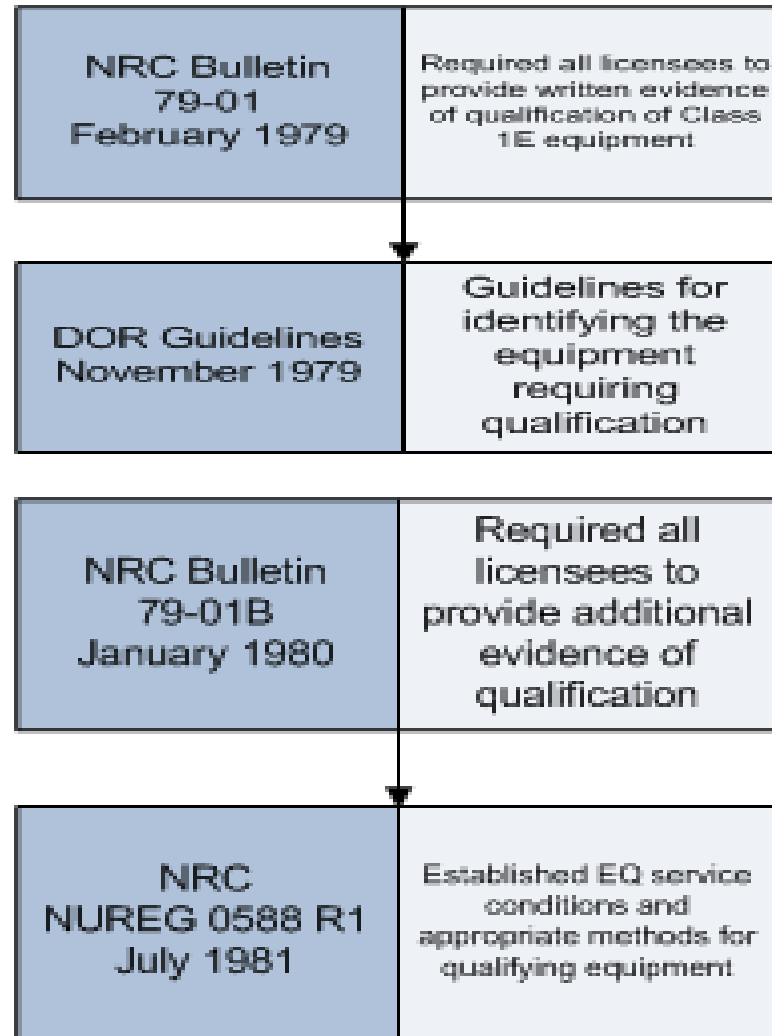 NRC Bulletin
79-01
February 1979
Required all licensees to
provide written evidence
of qualification of Class
1E equipment
DOR Guidelines
November 1979
Guidelines for
identifying the
equipment
requiring
qualification
NRC Bulletin
79-01B
January 1980
Required all
licensees to
provide additional
evidence of
qualification
NRC
NUREG 0588 R1
July 1981
Established EQ service
conditions and
appropriate methods for
qualifying equipment